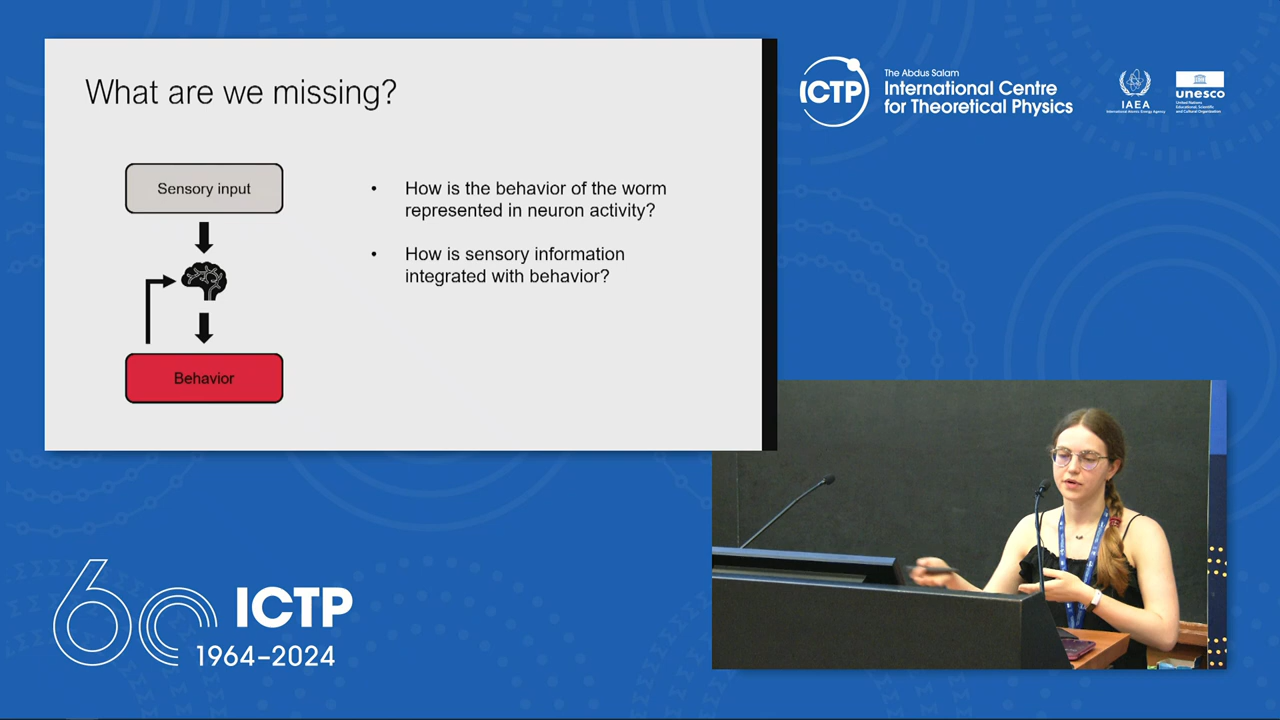 What are we missing?
Sensory input
Behavior
• How is the behavior of the worm
represented in neuron activity?
• How is sensory information
integrated with behavior?
ICTP
The Abdus Salam
International Centre
for Theoretical Physics
IAEA
International Atomic Energy Agency
unesco
United Nations
Educational, Scientific
and Cultural Organization
60 ICTP
1964–2024